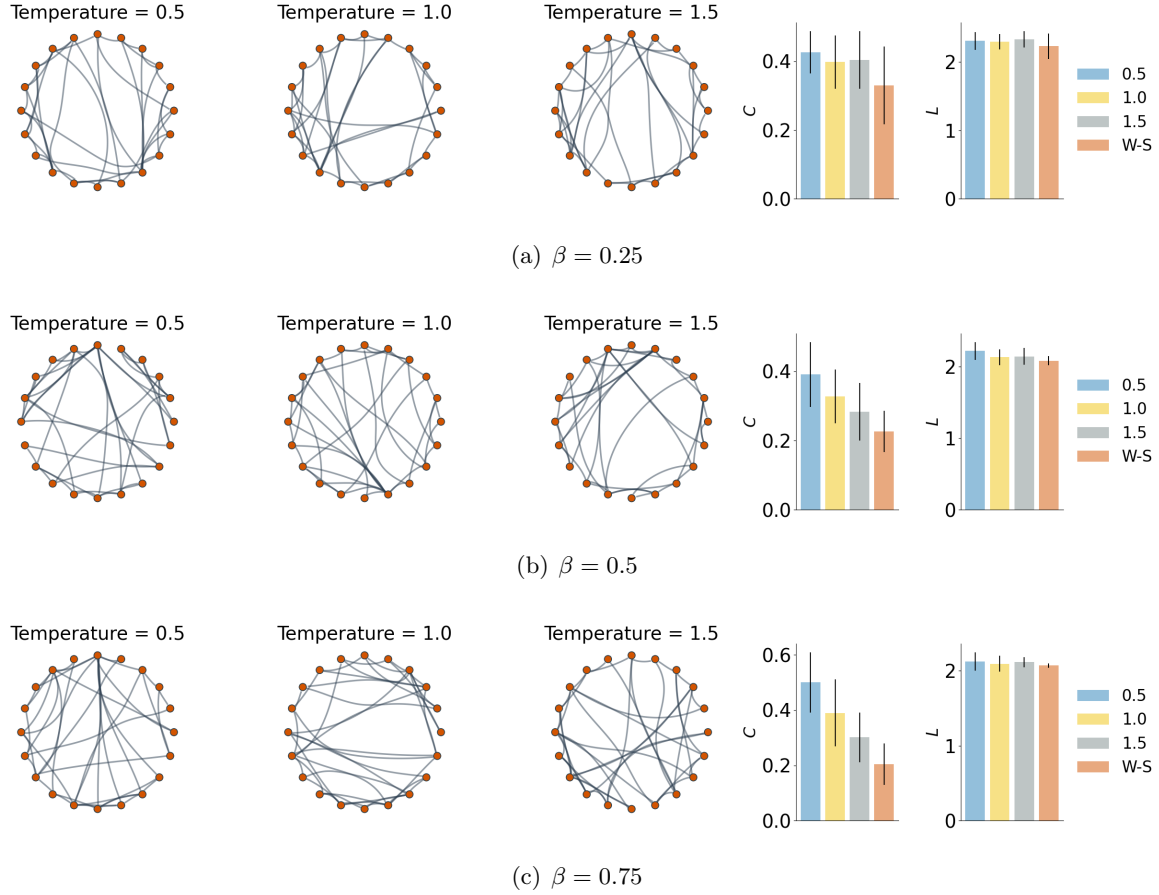 Temperature = 0.5
Temperature = 1.0
Temperature = 1.5
0.4
0.2
0.0
C
2
1
0
L
0.5
1.0
1.5
W-S
(a) β = 0.25
Temperature = 0.5
Temperature = 1.0
Temperature = 1.5
0.4
0.2
0.0
C
2
1
0
L
0.5
1.0
1.5
W-S
(b) β = 0.5
Temperature = 0.5
Temperature = 1.0
Temperature = 1.5
0.6
0.4
0.2
0.0
C
2
1
0
L
0.5
1.0
1.5
W-S
(c) β = 0.75